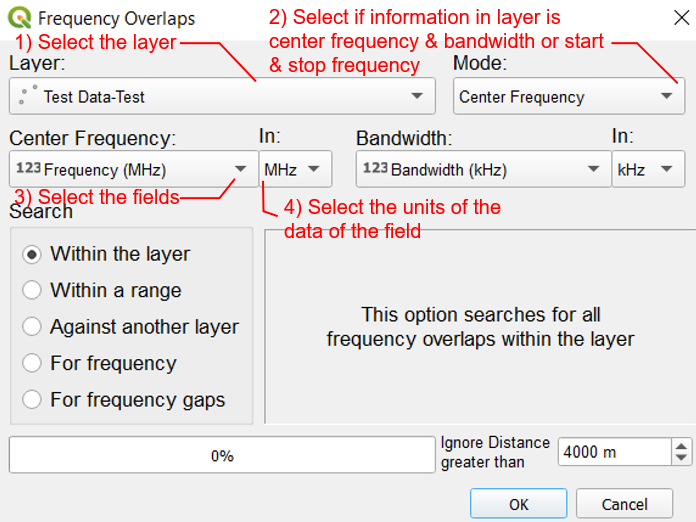 Frequency Overlaps
1) Select the layer
2) Select if information in layer is
center frequency & bandwidth or start
& stop frequency
Layer:
Mode:
Test Data-Test
Center Frequency
Center Frequency:
In:
Bandwidth:
In:
123 Frequency (MHz)
MHz
123 Bandwidth (kHz)
kHz
3) Select the fields
4) Select the units of the
data of the field
Search
Within the layer
Within a range
Against another layer
For frequency
For frequency gaps
This option searches for all
frequency overlaps within the layer
0%
Ignore Distance
greater than
4000 m
OK
Cancel